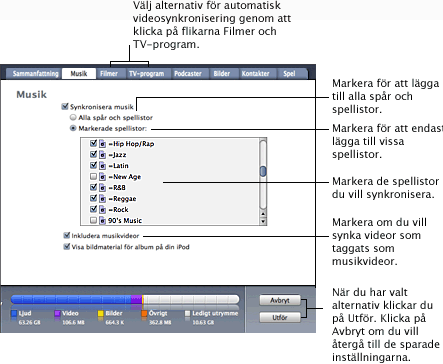 Välj alternativ för automatisk
videosynkronisering genom att
klicka på flikarna Filmer och
TV-program.
Sammanfattning Musik Filmer TV-program Podcaster Bilder Kontakter Spel
Musik
Synkronisera musik
Alla spår och spellistor
Markerade spellistor:
=Hip Hop/Rap
=Jazz
=Latin
=New Age
=R&B
=Reggae
=Rock
90's Music
Inkludera musikvideor
Visa bildmaterial för album på din iPod
Markera för att lägga
till alla spår och
spellistor.
Markera för att endast
lägga till vissa
spellistor.
Markera de spellistor
du vill synkronisera.
Markera om du vill
synka videor som
taggats som
musikvideor.
Ljud Video Bilder Övrigt Ledigt utrymme
63.26 GB 106.6 MB 664.3 K 362.8 MB 10.63 GB
Avbryt
Utför
När du har valt
alternativ klickar du
på Utför. Klicka på
Avbryt om du vill
återgå till de sparade
inställningarna.